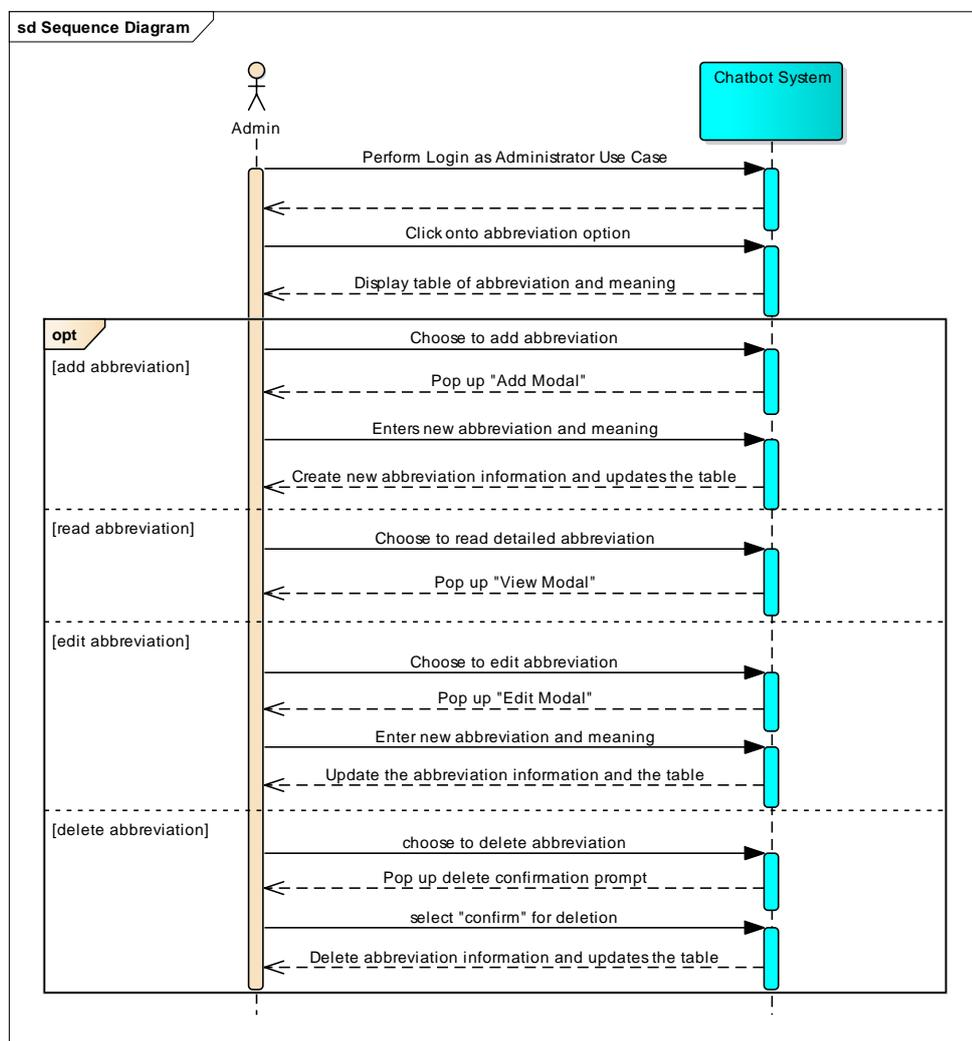 sd Sequence Diagram
Chatbot System
Admin
Perform Login as Administrator Use Case
Click onto abbreviation option
Display table of abbreviation and meaning
opt
Choose to add abbreviation
[add abbreviation]
Pop up "Add Modal"
Enters new abbreviation and meaning
Create new abbreviation information and updates the table
[read abbreviation]
Choose to read detailed abbreviation
Pop up "View Modal"
[edit abbreviation]
Choose to edit abbreviation
Pop up "Edit Modal"
Enter new abbreviation and meaning
Update the abbreviation information and the table
[delete abbreviation]
choose to delete abbreviation
Pop up delete confirmation prompt
select "confirm" for deletion
Delete abbreviation information and updates the table